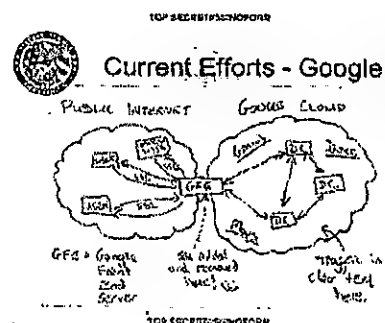 TOP SECRET//SI//NOFORN
Current Efforts - Google
PUBLIC INTERNET
GOOGLE CLOUD
SSL
GFE
DC
DC
DC
SSL
GFE = Google
Front
End
Server
SSL added
and removed
here! :-)
Traffic in
clear text
here.
TOP SECRET//SI//NOFORN